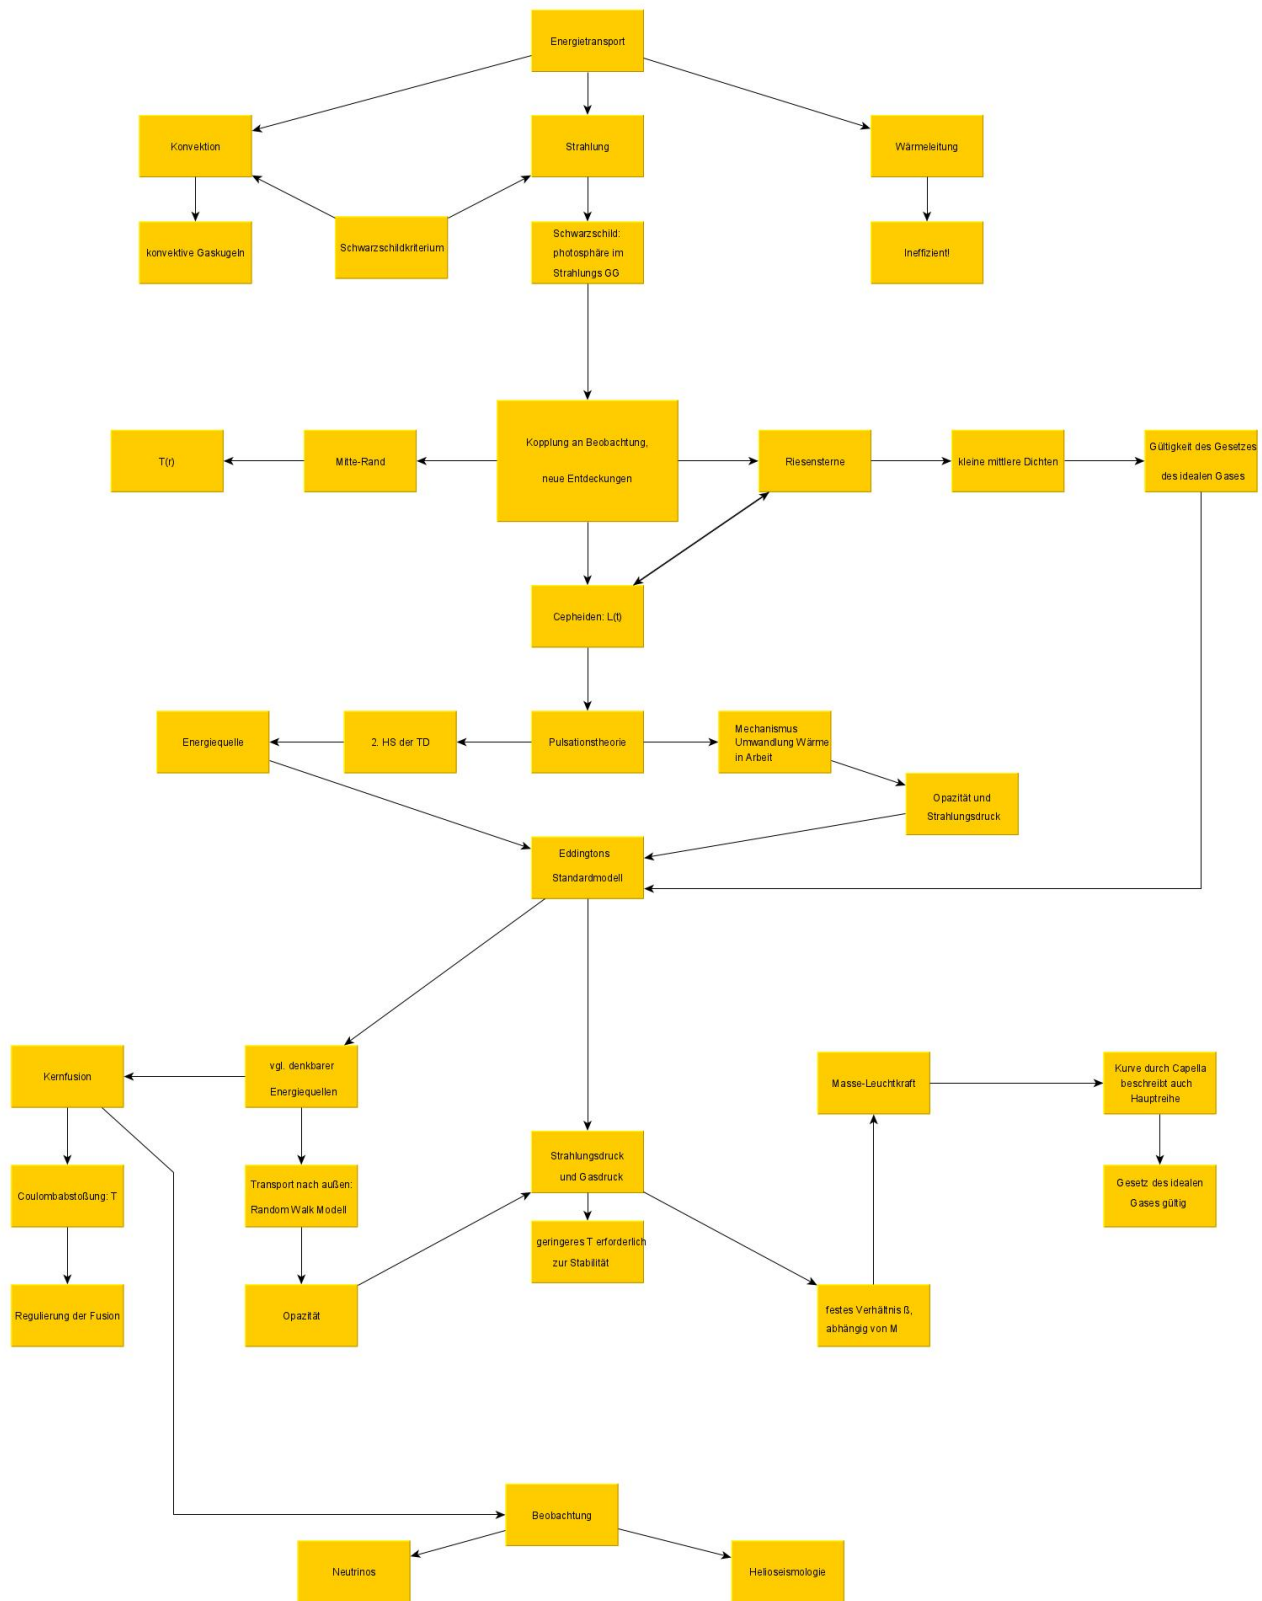 Energietransport
Konvektion
Strahlung
Wärmeleitung
konvektive Gaskugeln
Schwarzschildkriterium
Schwarzschild:
photosphäre im
Strahlungs GG
Ineffizient!
T(r)
Mitte-Rand
Kopplung an Beobachtung,
neue Entdeckungen
Riesensterne
kleine mittlere Dichten
Gültigkeit des Gesetzes
des idealen Gases
Cepheiden: L(t)
Energiequelle
2. HS der TD
Pulsationstheorie
Mechanismus
Umwandlung Wärme
in Arbeit
Opazität und
Strahlungsdruck
Eddingtons
Standardmodell
Kernfusion
vgl. denkbarer
Energiequellen
Masse-Leuchtkraft
Kurve durch Capella
beschreibt auch
Hauptreihe
Coulombabstoßung: T
Transport nach außen:
Random Walk Modell
Strahlungsdruck
und Gasdruck
Gesetz des idealen
Gases gültig
geringeres T erforderlich
zur Stabilität
Regulierung der Fusion
Opazität
festes Verhältnis ß,
abhängig von M
Beobachtung
Neutrinos
Helioseismologie